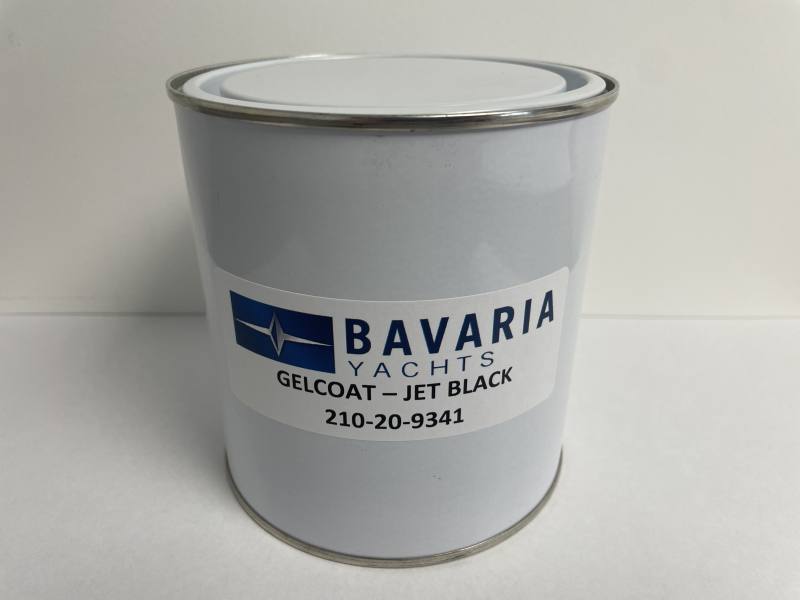 BAVARIA
YACHTS
GELCOAT – JET BLACK
210-20-9341